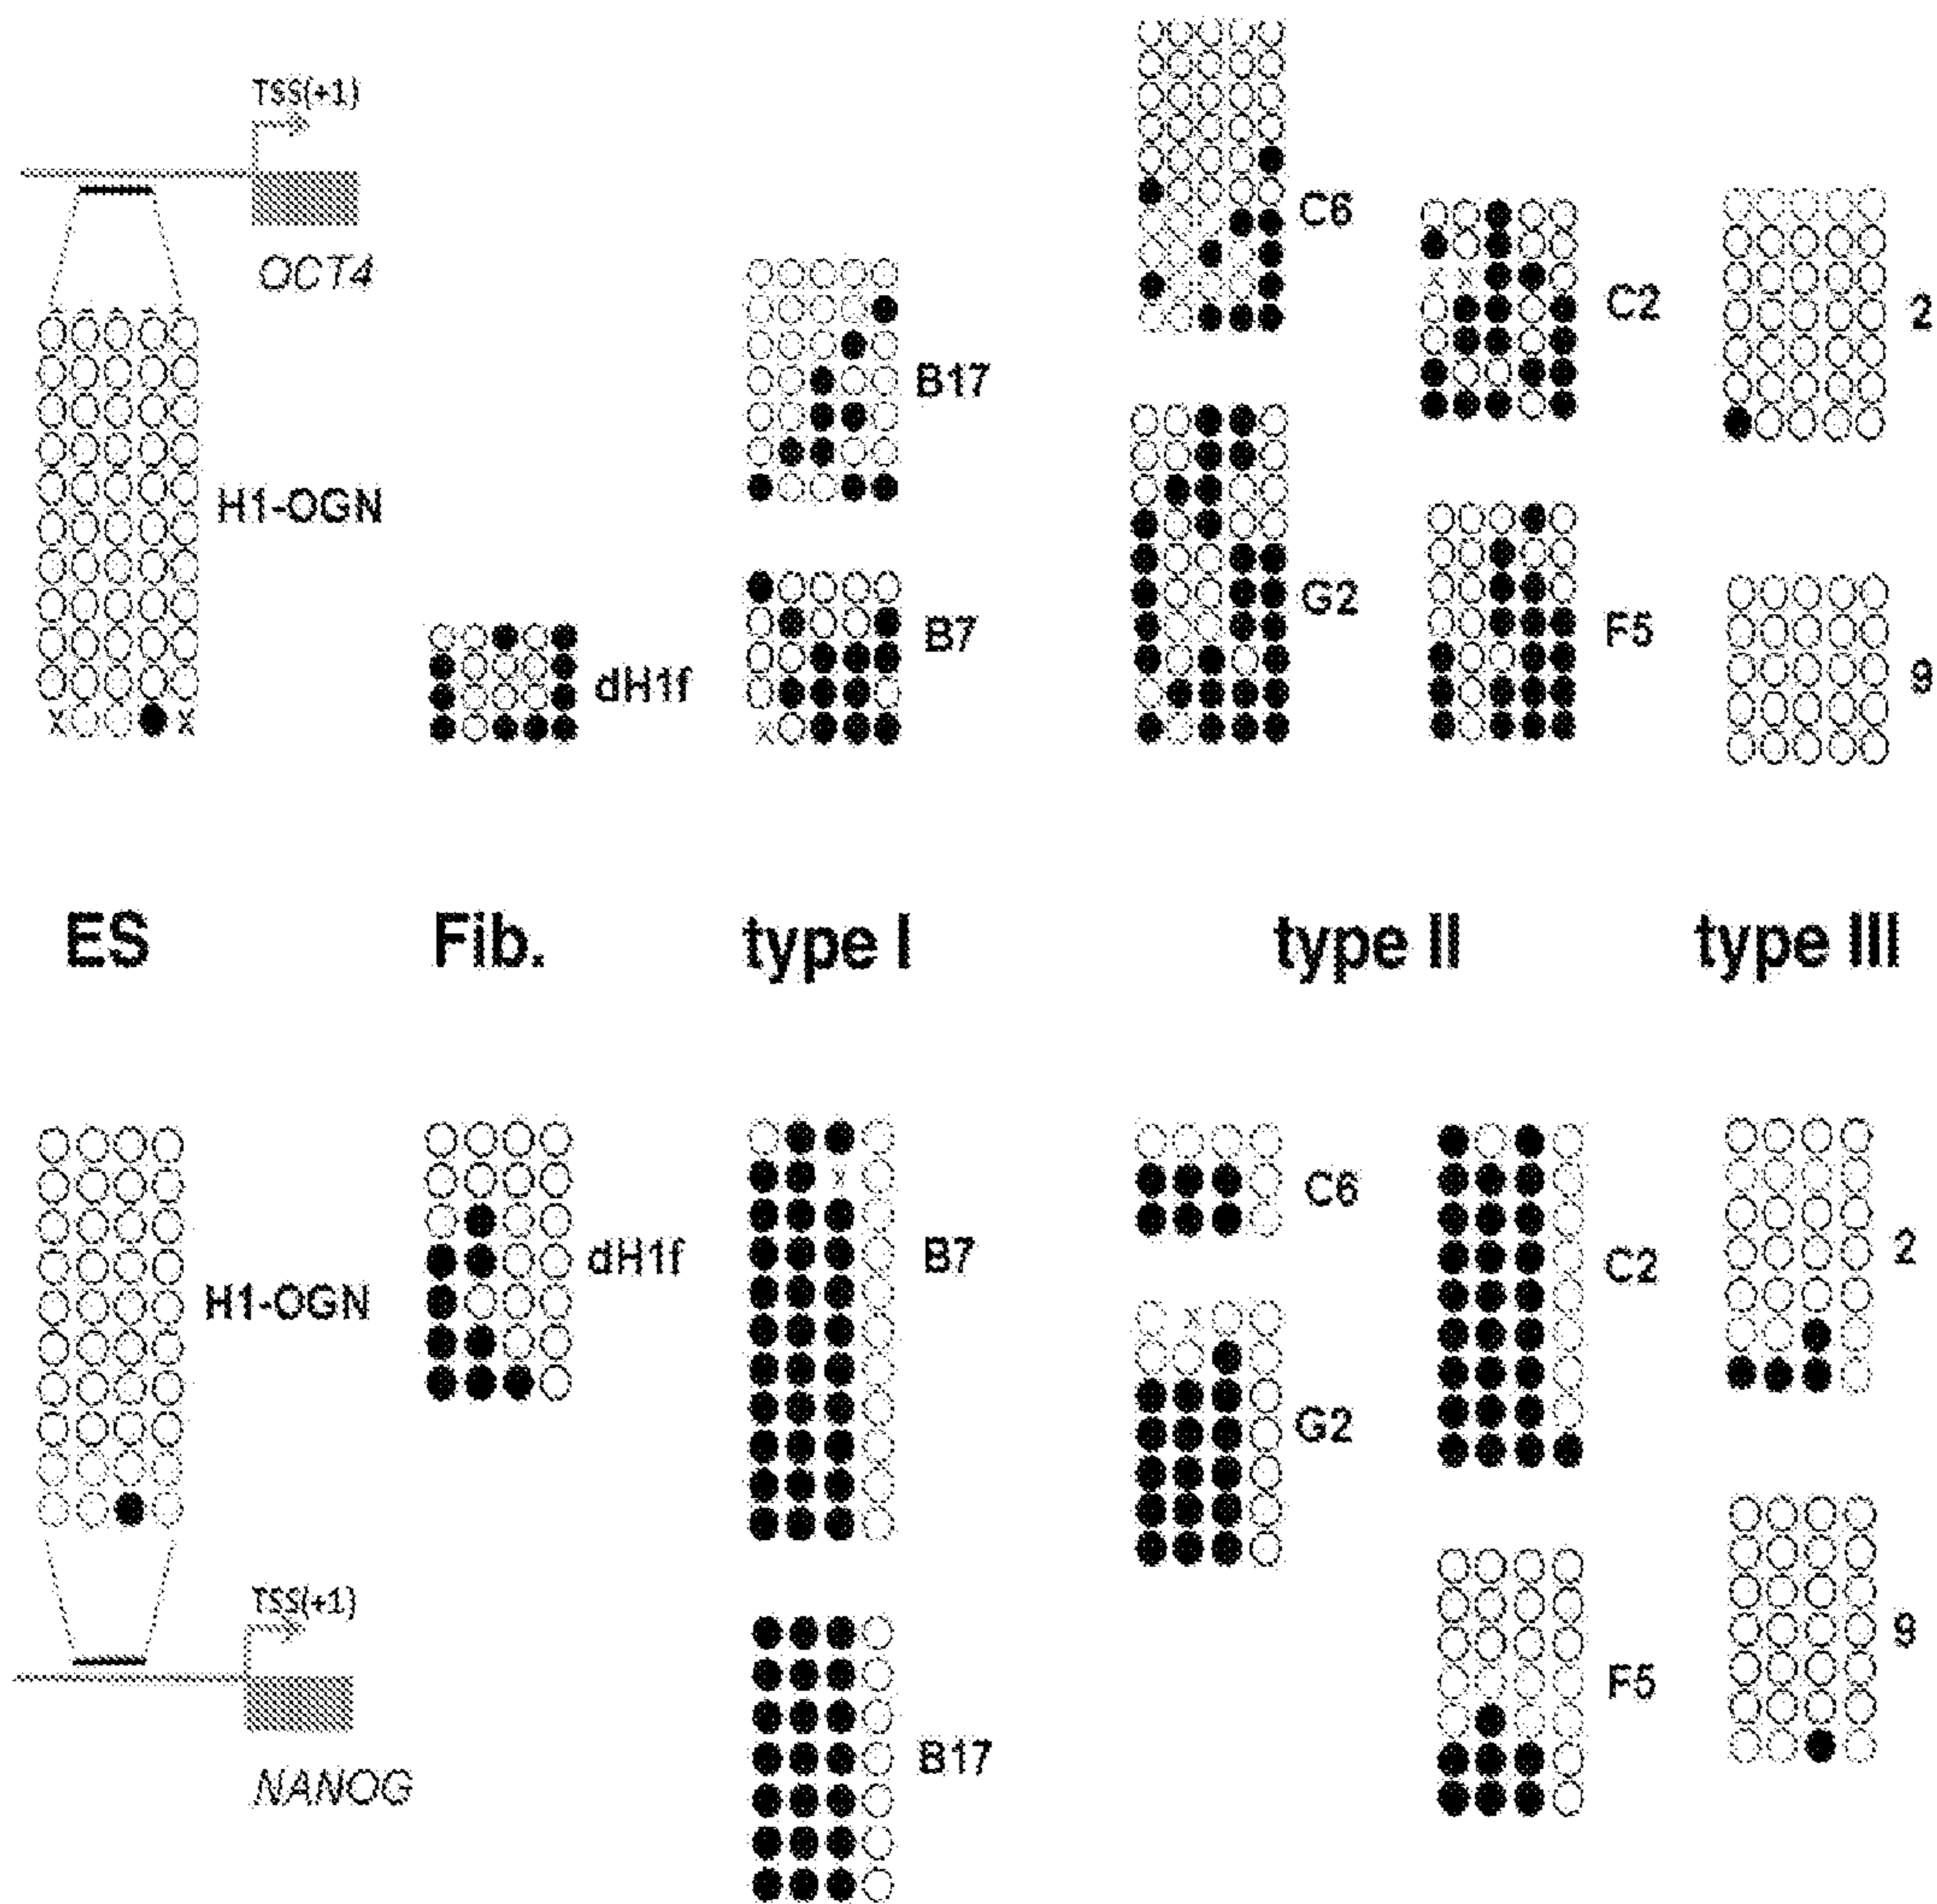 TSS(+1)
OCT4
H1-OGN
x x
dH1f
B17
B7
x
C6
G2
C2
x x
F5
2
9
ES Fib. type I type II type III
H1-OGN
TSS(+1)
NANOG
dH1f
B7
x
B17
C6
G2
x
C2
F5
2
9